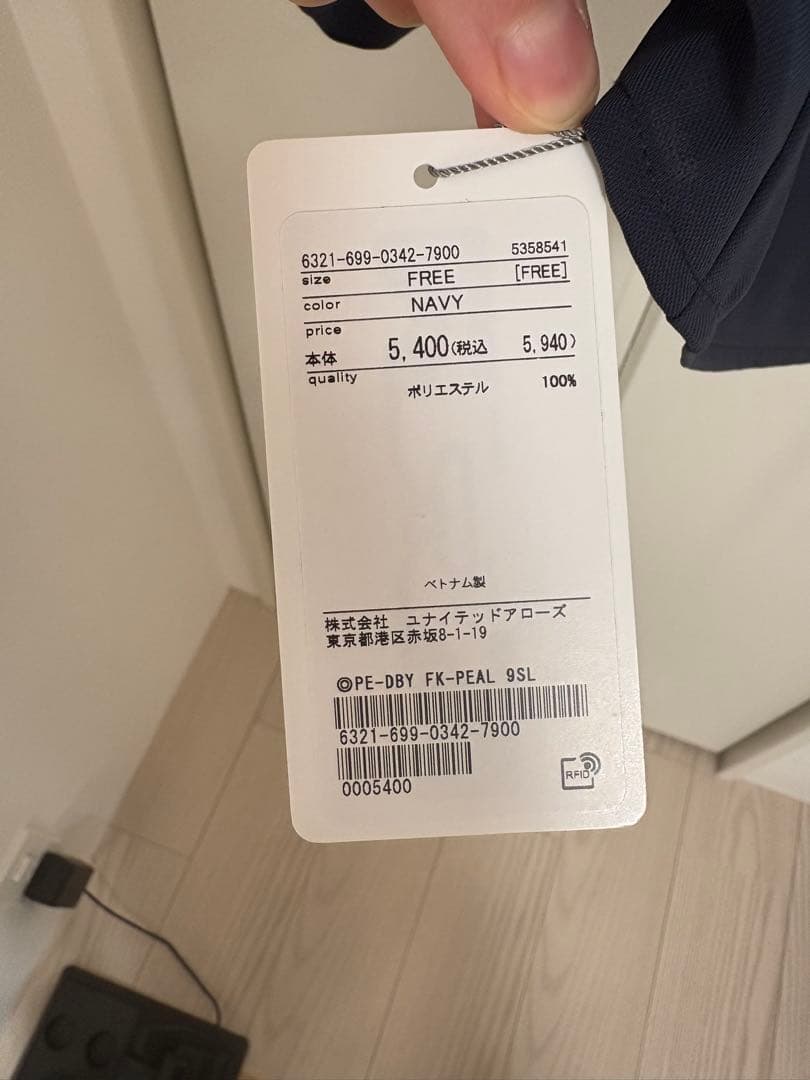 6321-699-0342-7900 5358541
size FREE [FREE]
color NAVY
price
本体 5,400(税込 5,940)
quality
ポリエステル 100%
ベトナム製
株式会社 ユナイテッドアローズ
東京都港区赤坂8-1-19
◎PE-DBY FK-PEAL 9SL
6321-699-0342-7900
0005400
RFID